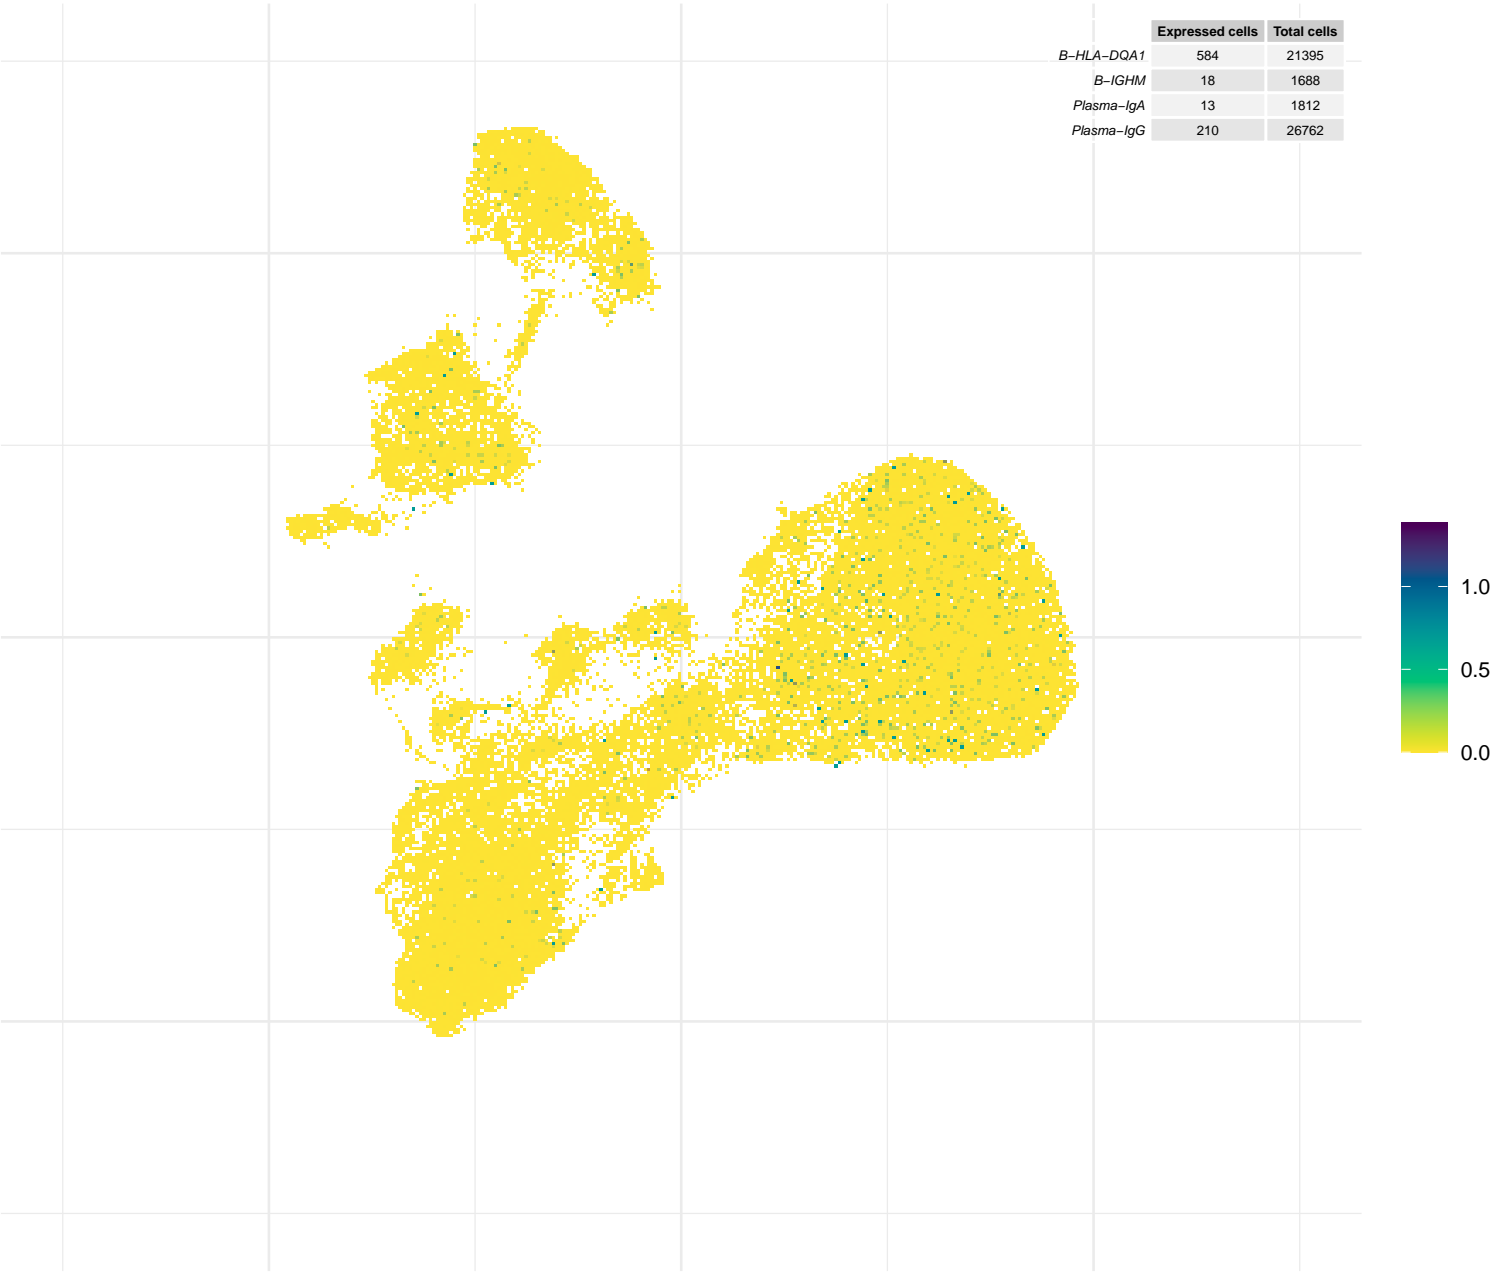 Expressed cells Total cells
B−HLA−DQA1 584 21395
B−IGHM 18 1688
Plasma−IgA 13 1812
Plasma−IgG 210 26762
1.0
0.5
0.0